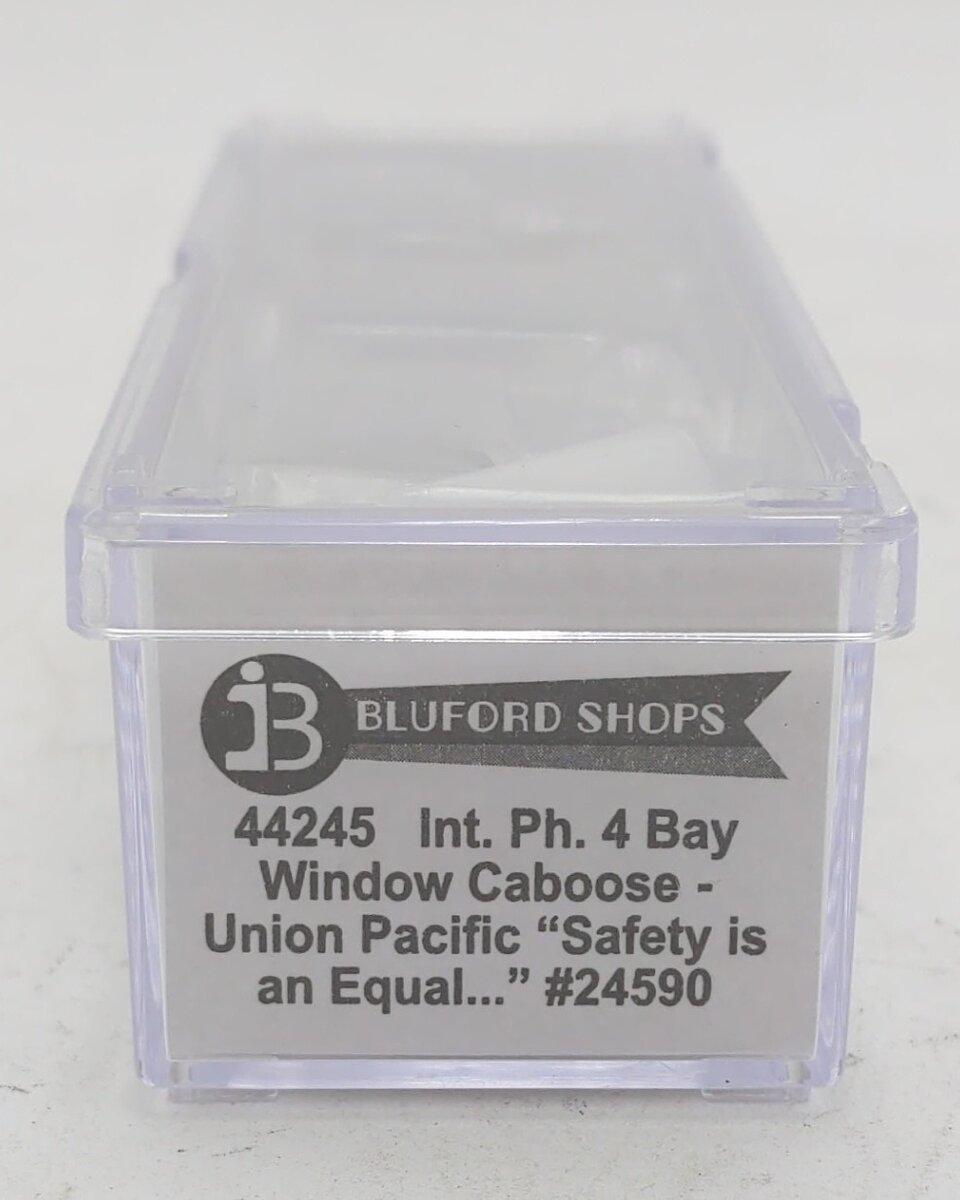 B BLUFORD SHOPS
44245 Int. Ph. 4 Bay
Window Caboose -
Union Pacific “Safety is
an Equal...” #24590